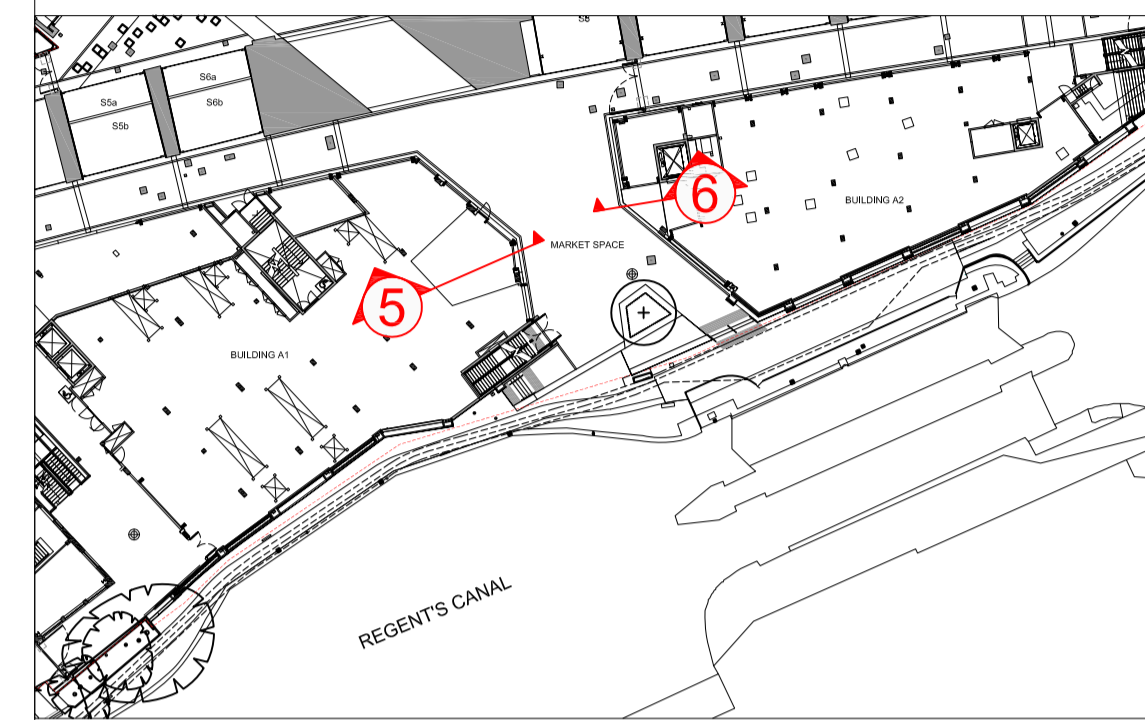 S8
S6a
S5a
S6b
S5b
6
BUILDING A2
MARKET SPACE
5
BUILDING A1
REGENT'S CANAL